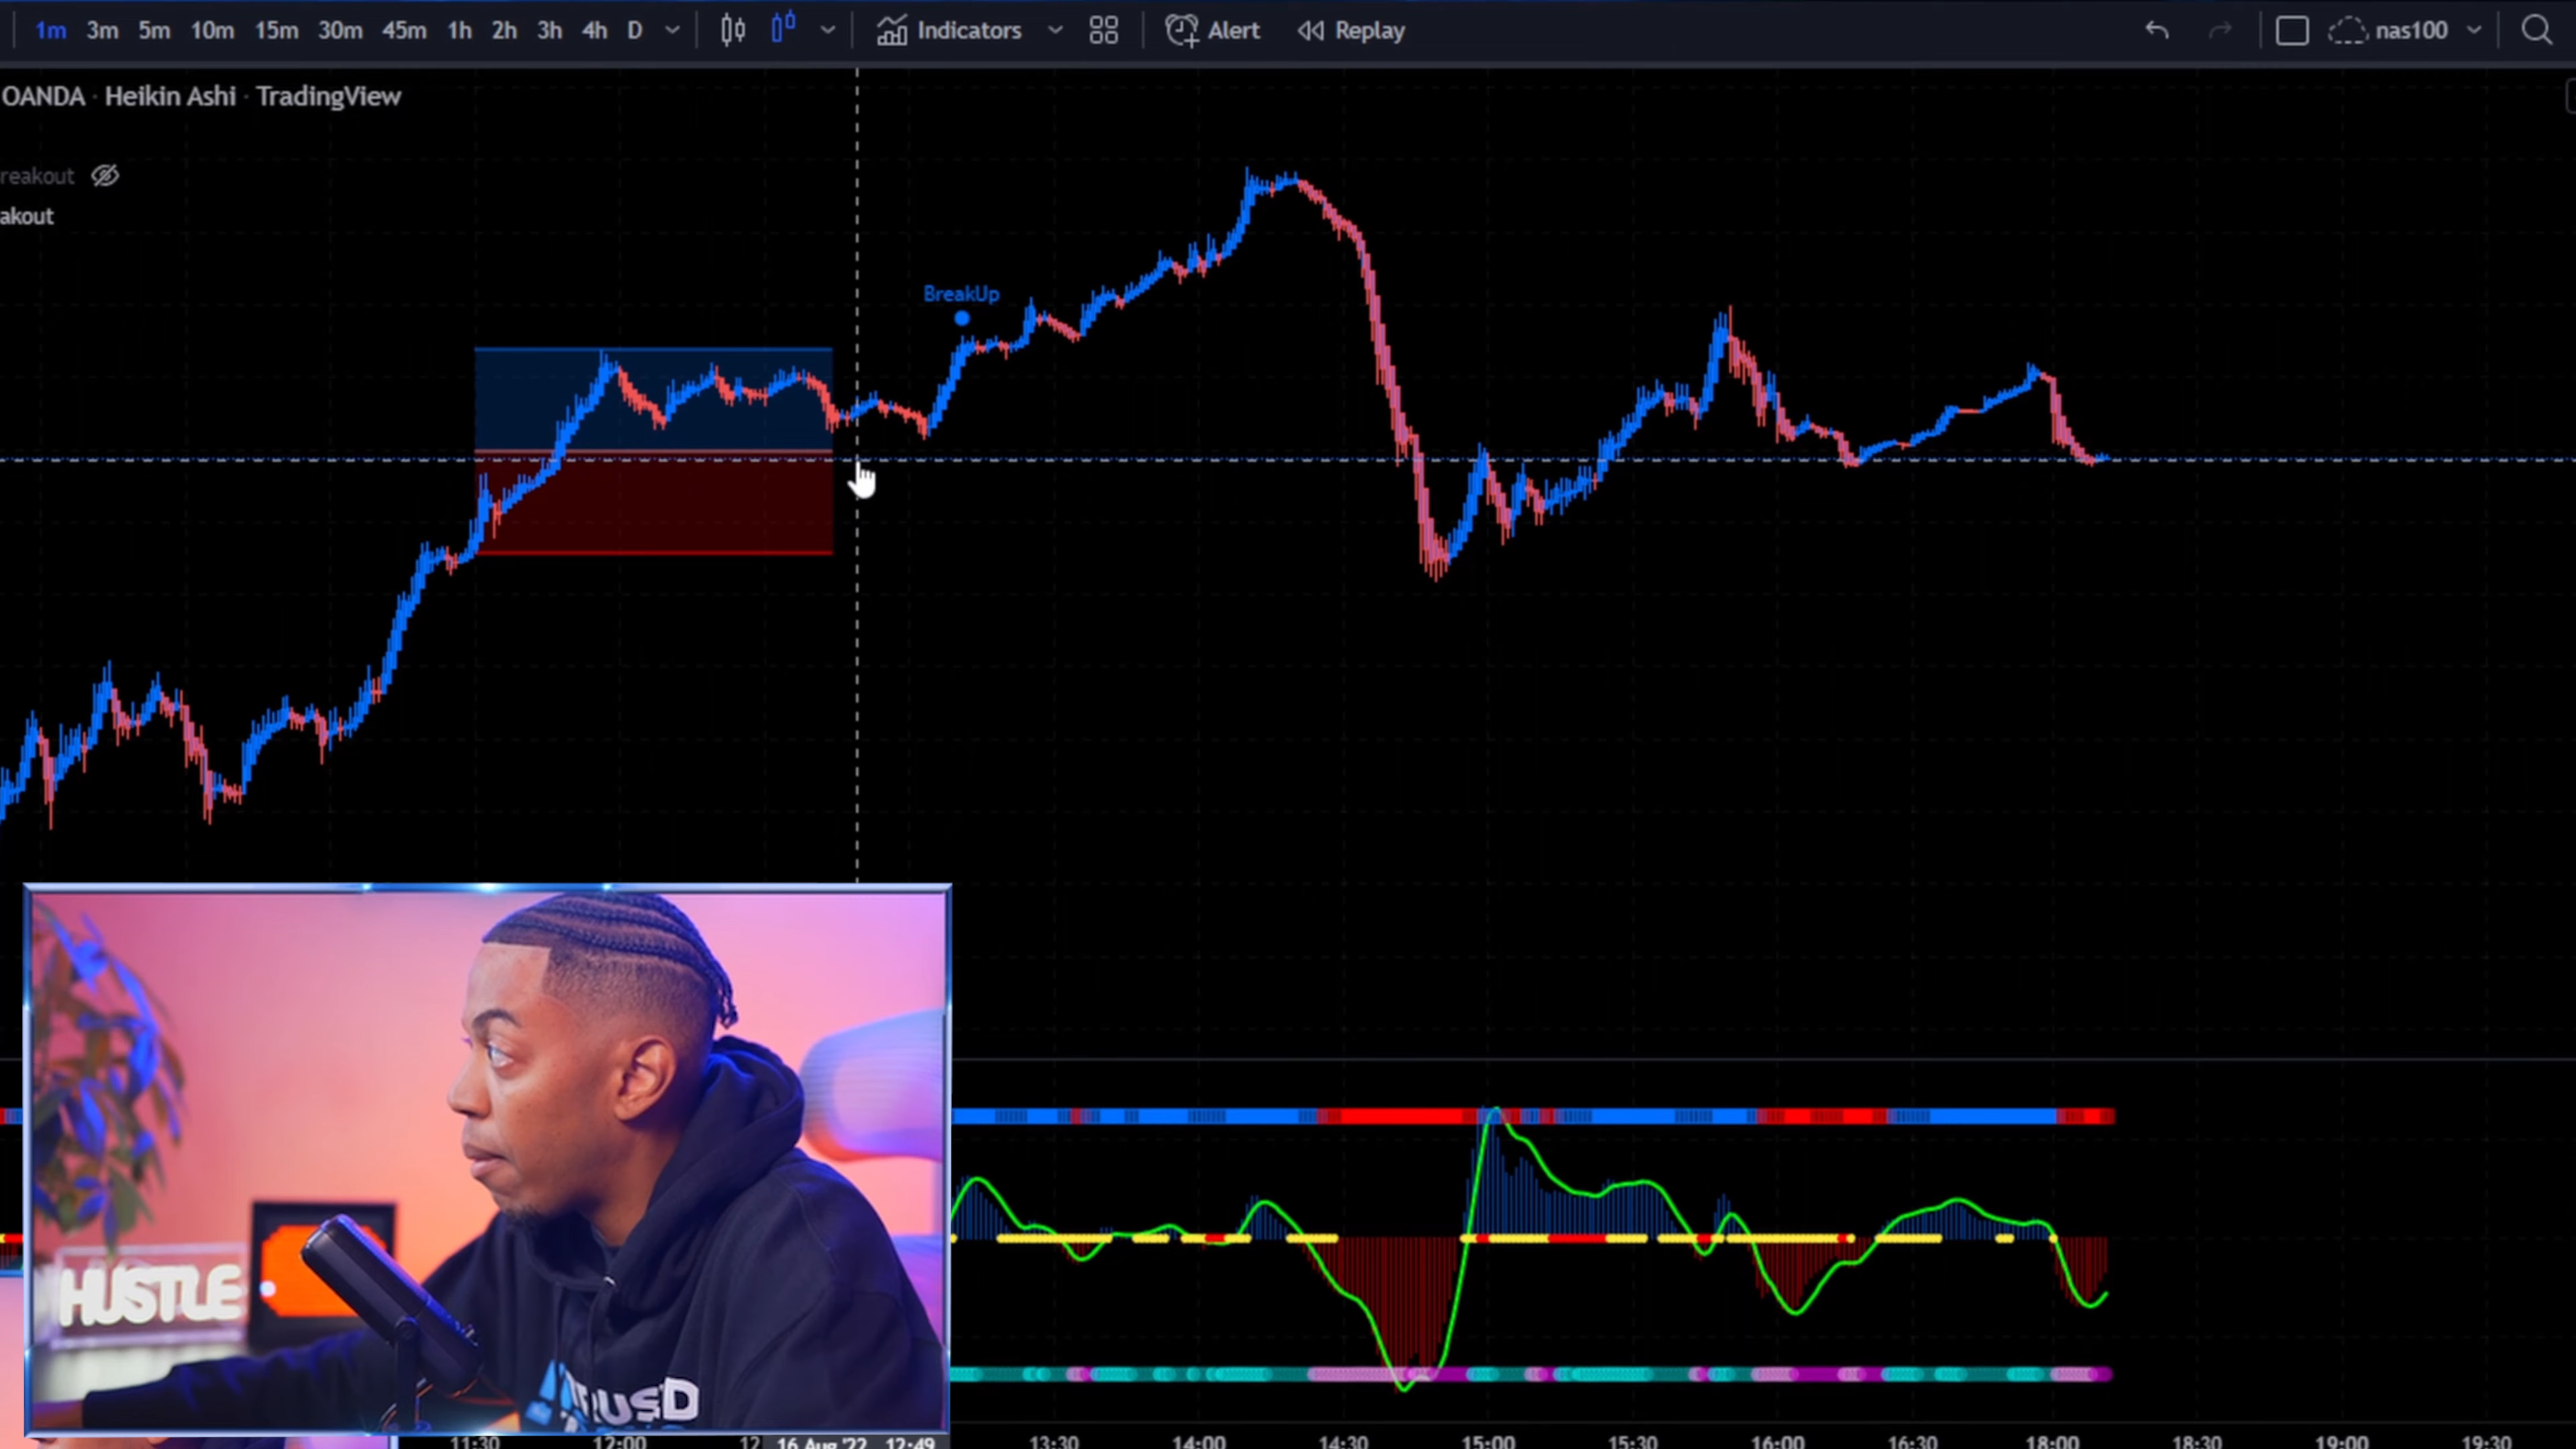 1m 3m 5m 10m 15m 30m 45m 1h 2h 3h 4h D Indicators Alert Replay nas100
OANDA · Heikin Ashi · TradingView
reakout
akout
BreakUp
HUSTLE
11:30 12:00 12 16 Aug '22 12:49 13:30 14:00 14:30 15:00 15:30 16:00 16:30 18:00 18:30 19:00 19:30